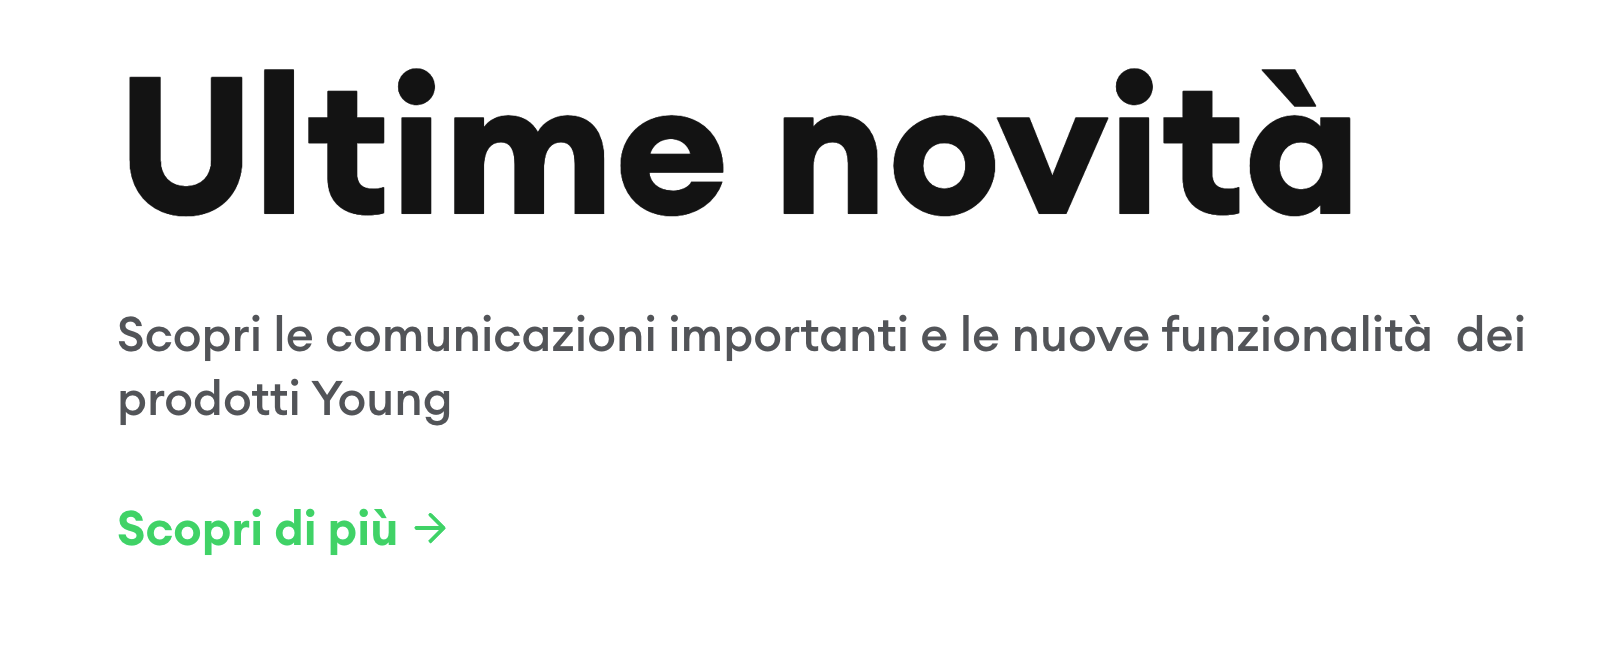 Ultime novità
Scopri le comunicazioni importanti e le nuove funzionalità  dei
prodotti Young
Scopri di più →